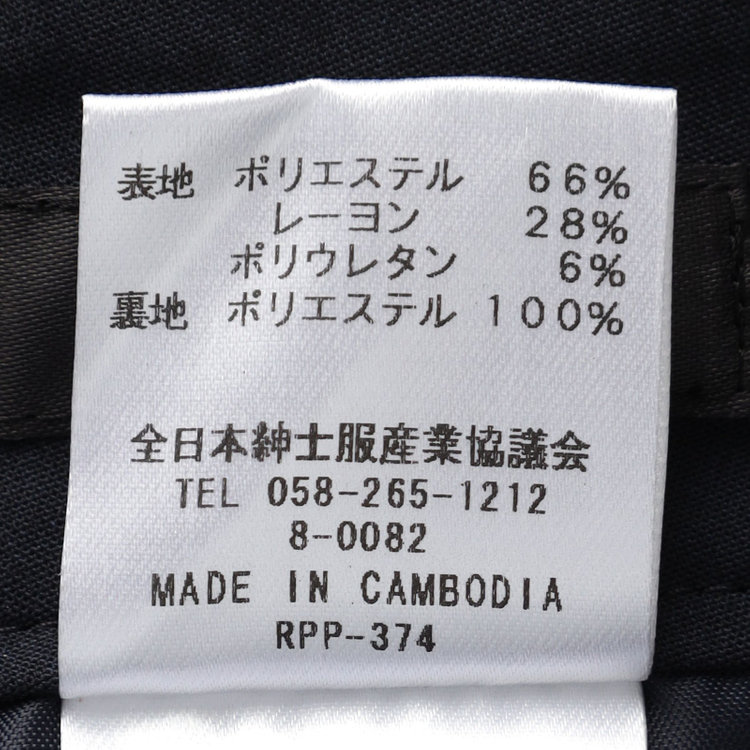 表地 ポリエステル 66%
レーヨン 28%
ポリウレタン 6%
裏地 ポリエステル 100%
全日本紳士服産業協議会
TEL 058-265-1212
8-0082
MADE IN CAMBODIA
RPP-374